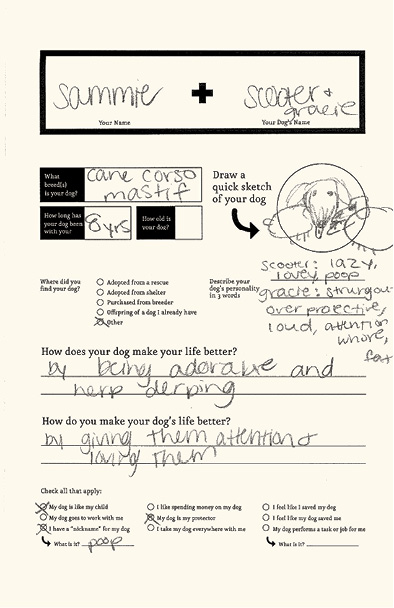 sammie + scooter +
gracie
Your Name Your Dog's Name
What breed(s) is your dog? cane corso
mastif
How long has your dog been with you? 8 yrs How old is your dog?
Draw a
quick sketch
of your dog
Where did you find your dog?
Adopted from a rescue
Adopted from shelter
Purchased from breeder
Offspring of a dog I already have
Other
Describe your
dog's personality
in 3 words
scooter: lazy,
lovey, poop
gracie:
over protective,
loud, attention
whore,
fat
How does your dog make your life better?
by being adorable and
herp derping
How do you make your dog's life better?
by giving them attention &
loving them
Check all that apply:
My dog is like my child
My dog goes to work with me
I have a "nickname" for my dog
What is it? poop
I like spending money on my dog
My dog is my protector
I take my dog everywhere with me
I feel like I saved my dog
I feel like my dog saved me
My dog performs a task or job for me
What is it?